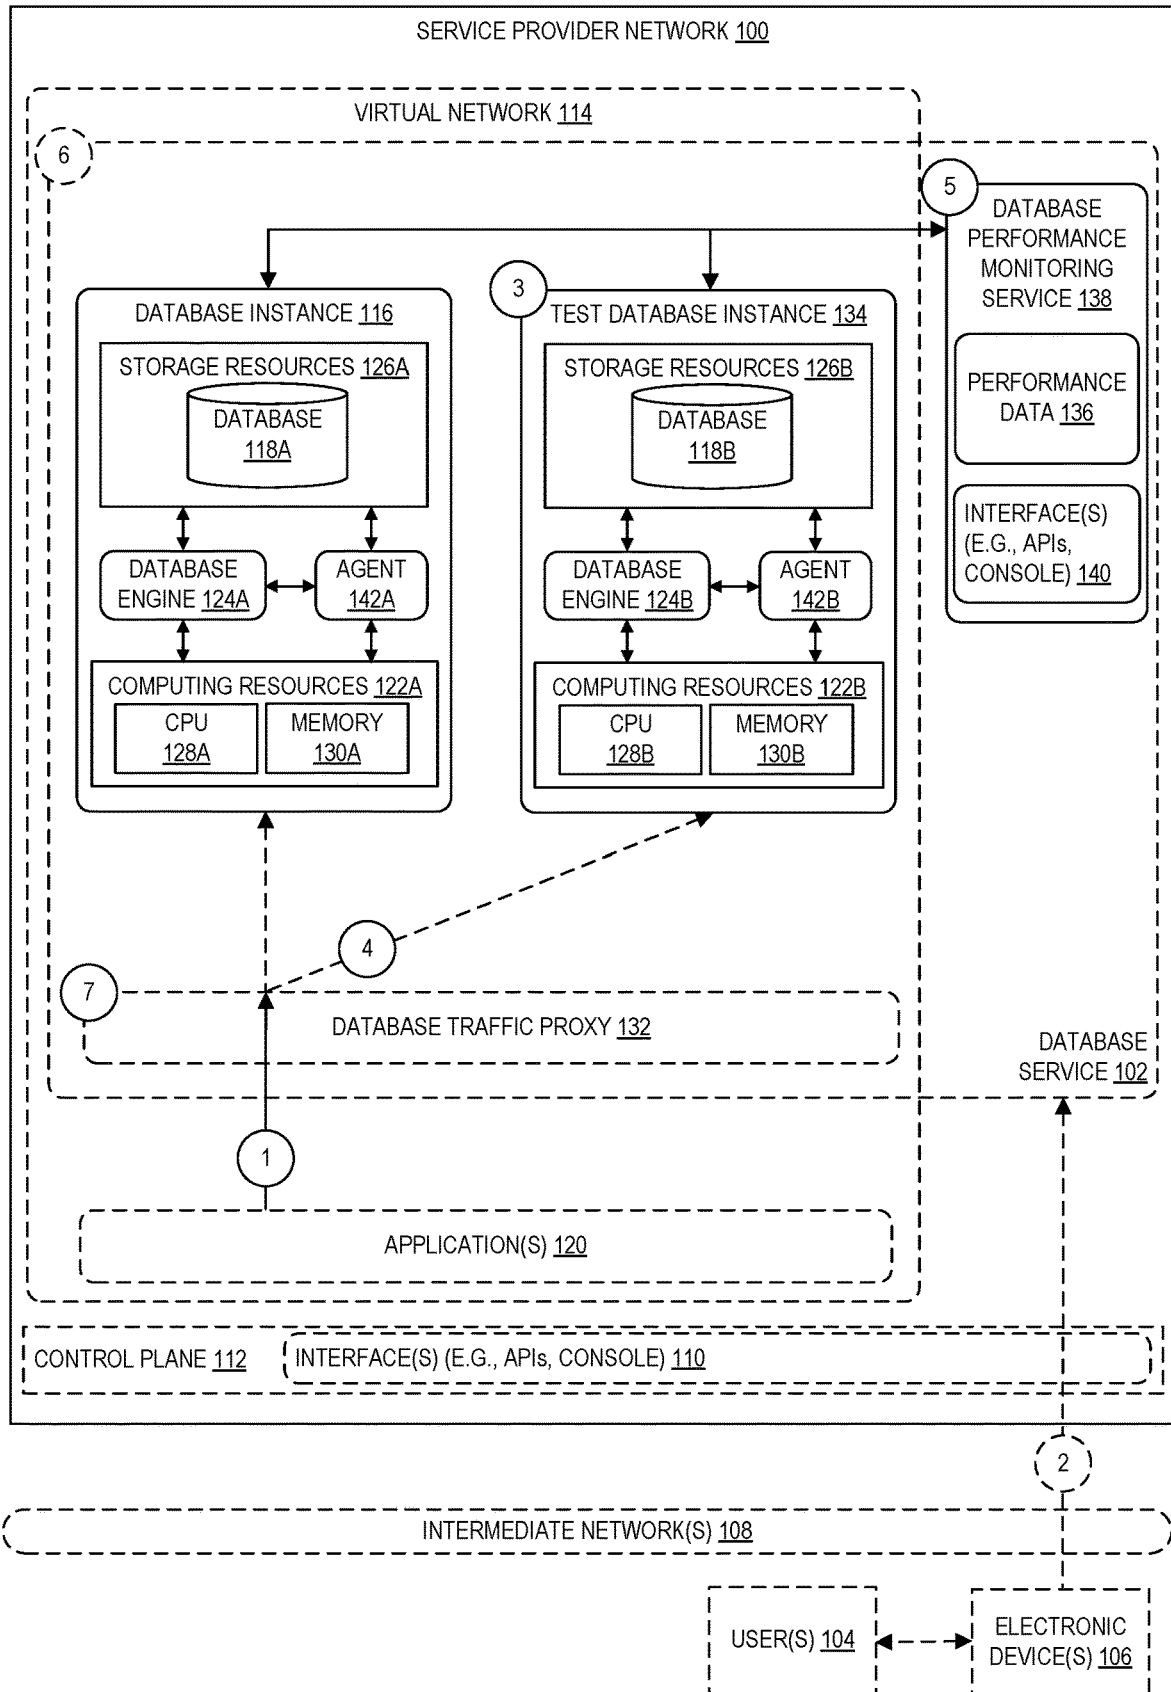 SERVICE PROVIDER NETWORK 100
VIRTUAL NETWORK 114
6
5
DATABASE
PERFORMANCE
MONITORING
SERVICE 138
PERFORMANCE
DATA 136
INTERFACE(S)
(E.G., APIs,
CONSOLE) 140
DATABASE INSTANCE 116
STORAGE RESOURCES 126A
DATABASE
118A
DATABASE
ENGINE 124A
AGENT
142A
COMPUTING RESOURCES 122A
CPU
128A
MEMORY
130A
3
TEST DATABASE INSTANCE 134
STORAGE RESOURCES 126B
DATABASE
118B
DATABASE
ENGINE 124B
AGENT
142B
COMPUTING RESOURCES 122B
CPU
128B
MEMORY
130B
4
7
DATABASE TRAFFIC PROXY 132
DATABASE
SERVICE 102
1
APPLICATION(S) 120
CONTROL PLANE 112
INTERFACE(S) (E.G., APIs, CONSOLE) 110
2
INTERMEDIATE NETWORK(S) 108
USER(S) 104
ELECTRONIC
DEVICE(S) 106